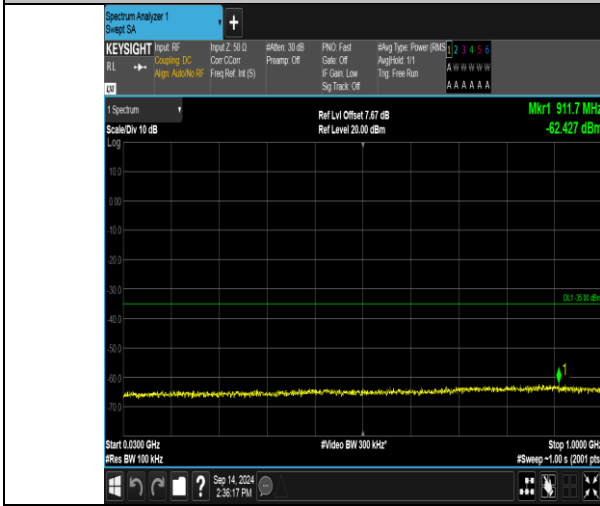 Spectrum Analyzer 1
Swept SA
+
KEYSIGHT Input: RF Input Z: 50 Ω #Atten: 30 dB PNO: Fast #Avg Type: Power (RMS 1 2 3 4 5 6
RL Coupling: DC Corr CCorr Preamp: Off Gate: Off Avg|Hold: 1/1 A W W W W W
Align: Auto/No RF Freq Ref: Int (S) IF Gain: Low Trig: Free Run
Sig Track: Off A A A A A A
LXI
1 Spectrum
Ref Lvl Offset 7.67 dB Mkr1 911.7 MHz
Scale/Div 10 dB Ref Level 20.00 dBm -62.427 dBm
Log
10.0
0.00
-10.0
-20.0
-30.0
DL1 -35.00 dBm
-40.0
-50.0
-60.0
1
-70.0
Start 0.0300 GHz #Video BW 300 kHz* Stop 1.0000 GHz
#Res BW 100 kHz #Sweep ~1.00 s (2001 pts
? Sep 14, 2024
2:36:17 PM